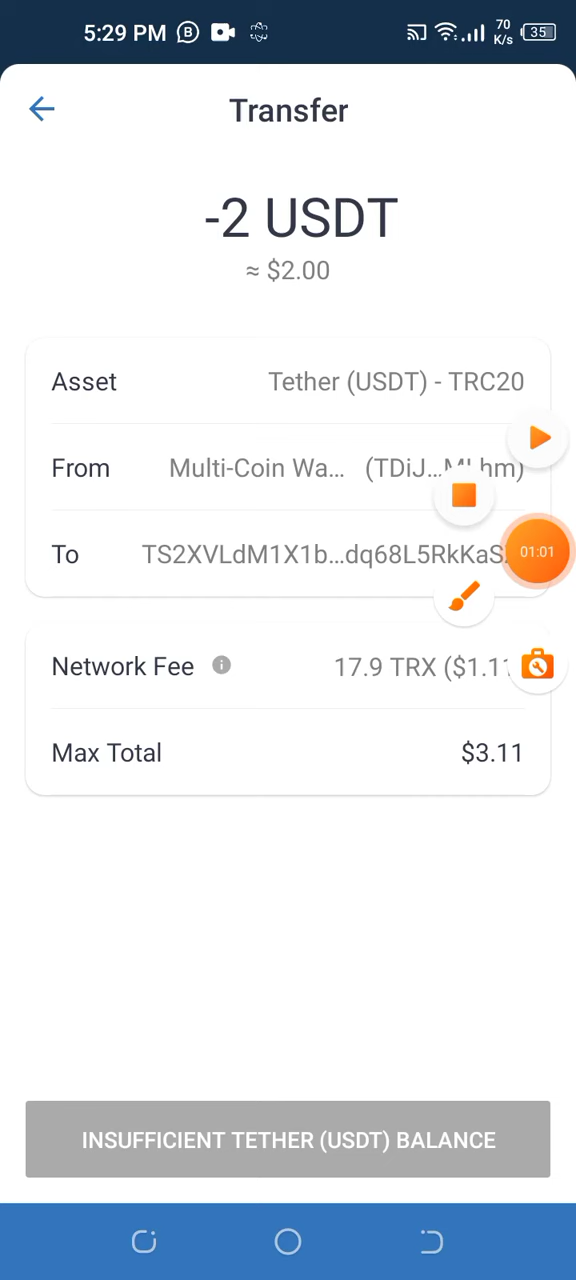 5:29 PM B 70 K/s 35
Transfer
-2 USDT
≈ $2.00
Asset Tether (USDT) - TRC20
From Multi-Coin Wa... (TDiJ...MLhm)
To TS2XVLdM1X1b...dq68L5RkKaS
01:01
Network Fee 17.9 TRX ($1.11
Max Total $3.11
INSUFFICIENT TETHER (USDT) BALANCE